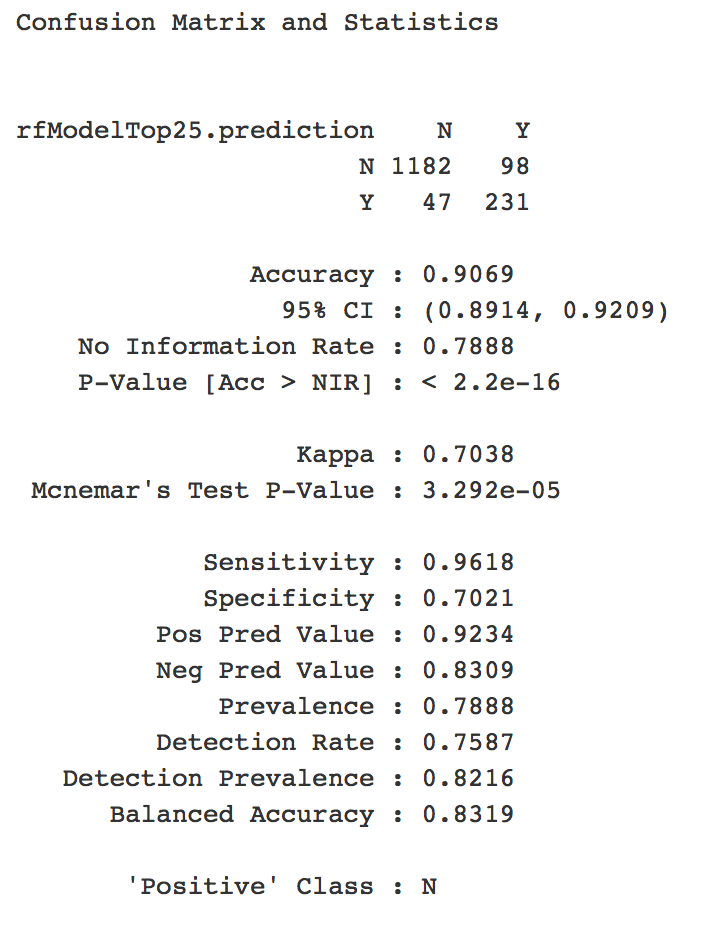 Confusion Matrix and Statistics
rfModelTop25.prediction N Y
N 1182 98
Y 47 231
Accuracy : 0.9069
95% CI : (0.8914, 0.9209)
No Information Rate : 0.7888
P-Value [Acc > NIR] : < 2.2e-16
Kappa : 0.7038
Mcnemar's Test P-Value : 3.292e-05
Sensitivity : 0.9618
Specificity : 0.7021
Pos Pred Value : 0.9234
Neg Pred Value : 0.8309
Prevalence : 0.7888
Detection Rate : 0.7587
Detection Prevalence : 0.8216
Balanced Accuracy : 0.8319
'Positive' Class : N